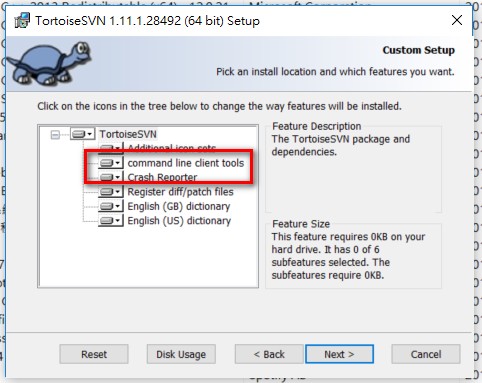 TortoiseSVN 1.11.1.28492 (64 bit) Setup
Custom Setup
Pick an install location and which features you want.
Click on the icons in the tree below to change the way features will be installed.
TortoiseSVN
Additional icon sets
command line client tools
Crash Reporter
Register diff/patch files
English (GB) dictionary
English (US) dictionary
Feature Description
The TortoiseSVN package and
dependencies.
Feature Size
This feature requires 0KB on your
hard drive. It has 0 of 6
subfeatures selected. The
subfeatures require 0KB.
Reset
Disk Usage
< Back
Next >
Cancel